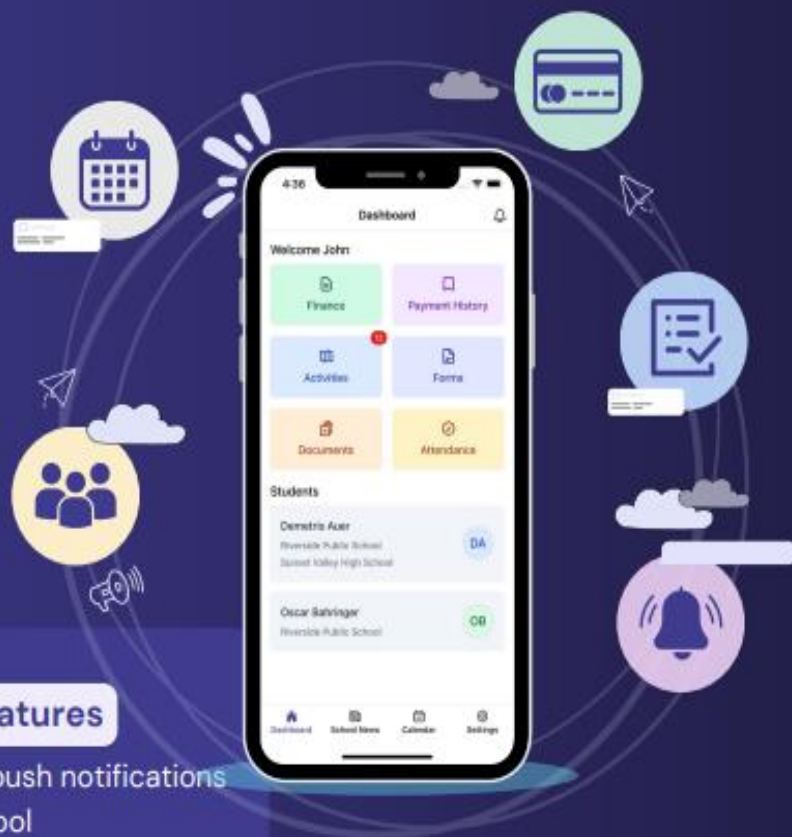 4:36
Dashboard
Welcome John
Finance
Payment History
12
Activities
Forms
Documents
Attendance
Students
Demetris Auer
Riverside Public School
Sunset Valley High School
DA
Oscar Bahringer
Riverside Public School
OB
Dashboard
School News
Calendar
Settings
atures
push notifications
ool